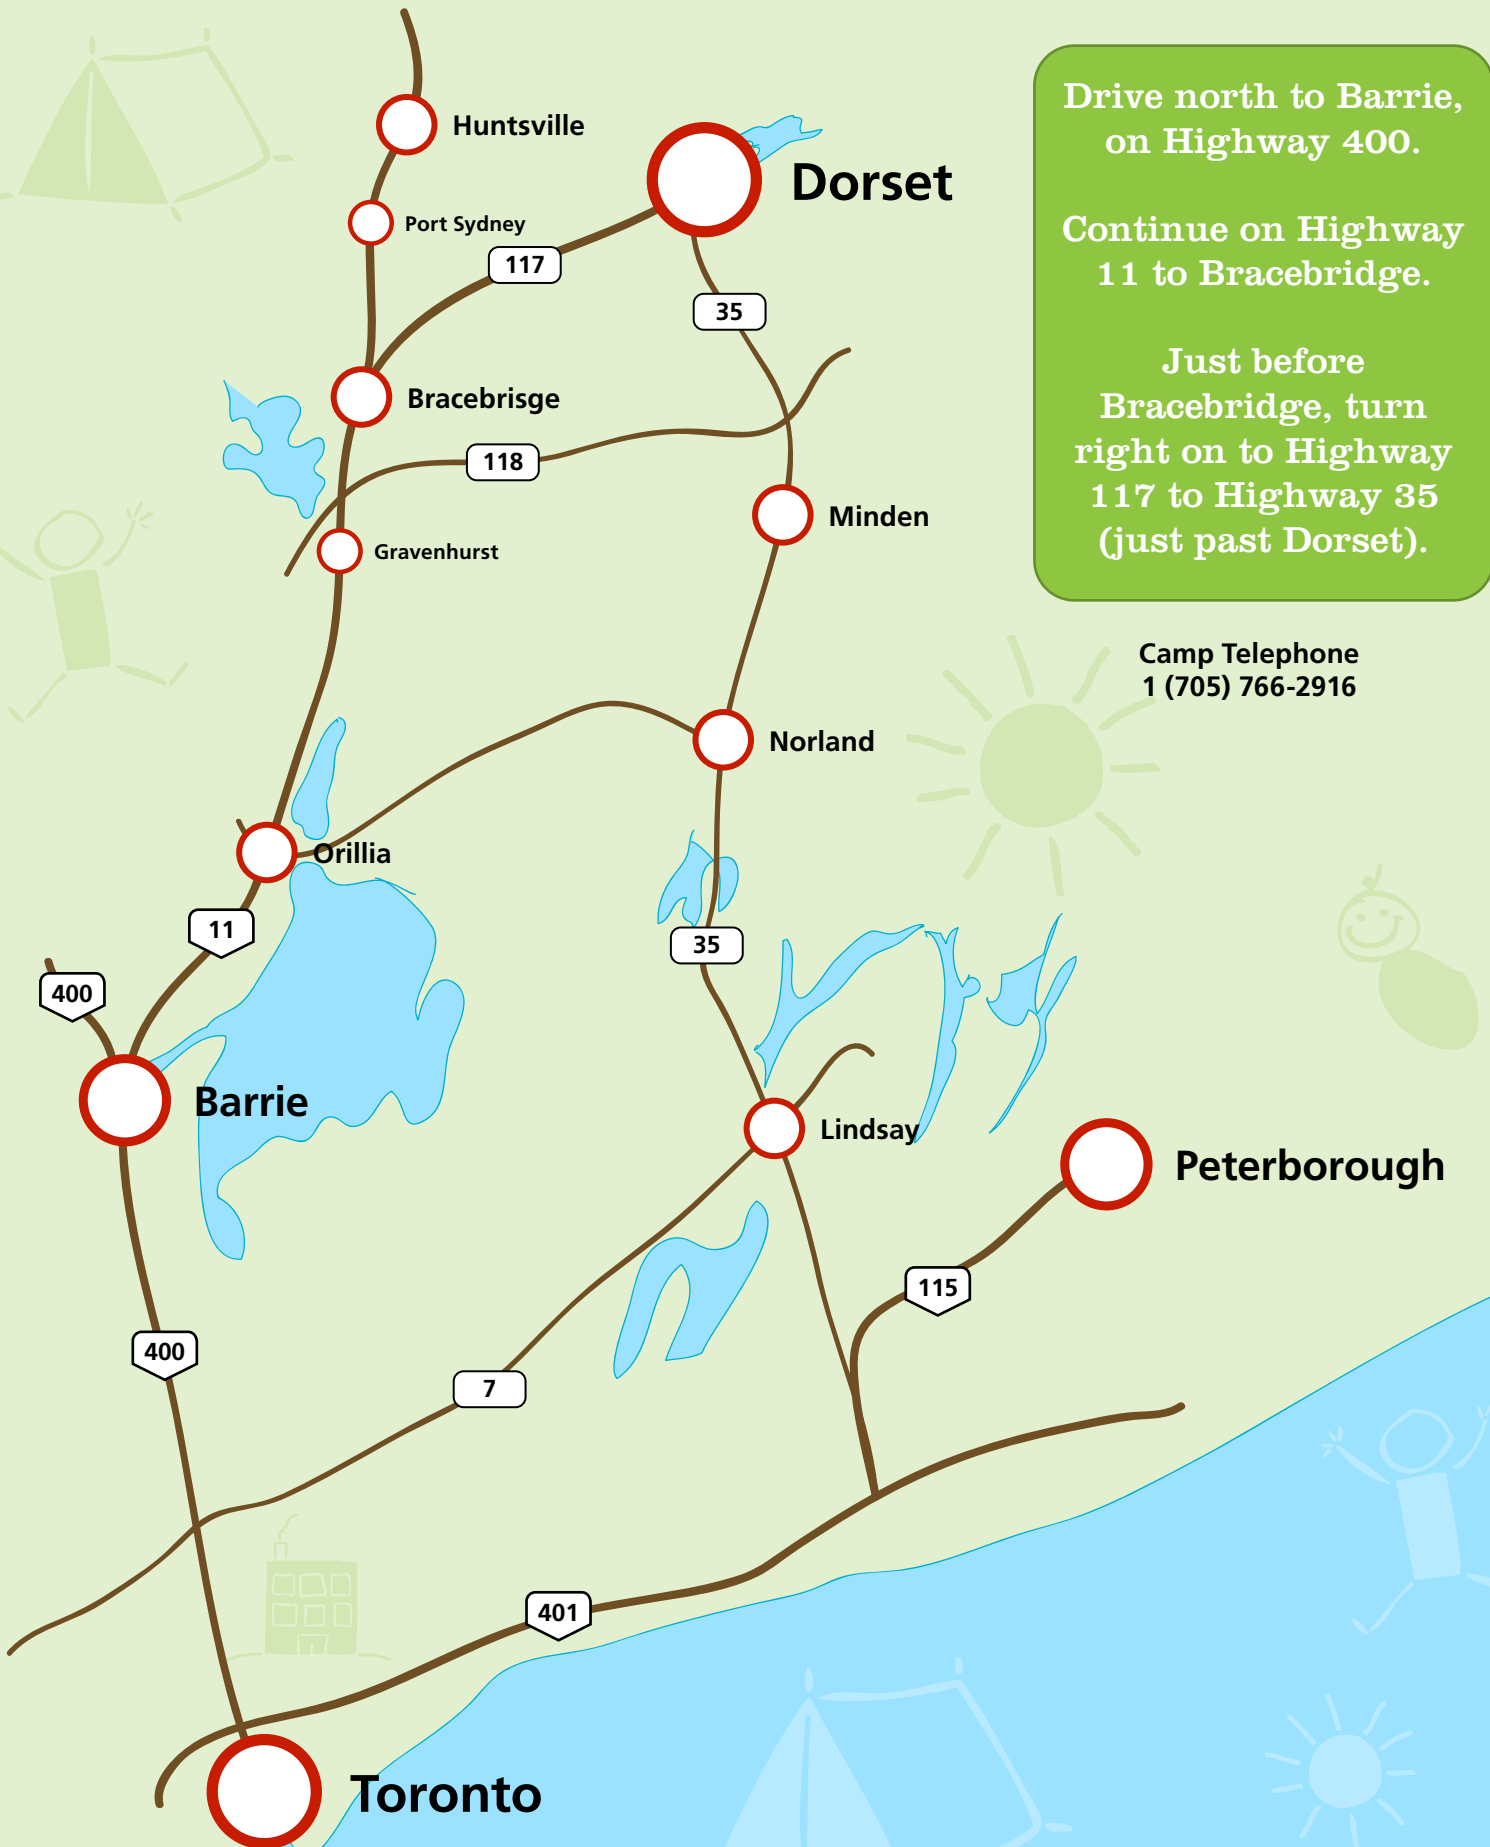 Huntsville
Dorset
Port Sydney
117
35
Bracebrisge
118
Minden
Gravenhurst
Norland
Orillia
11
35
400
Barrie
Lindsay
Peterborough
115
400
7
401
Toronto
Drive north to Barrie,
on Highway 400.
Continue on Highway
11 to Bracebridge.
Just before
Bracebridge, turn
right on to Highway
117 to Highway 35
(just past Dorset).
Camp Telephone
1 (705) 766-2916